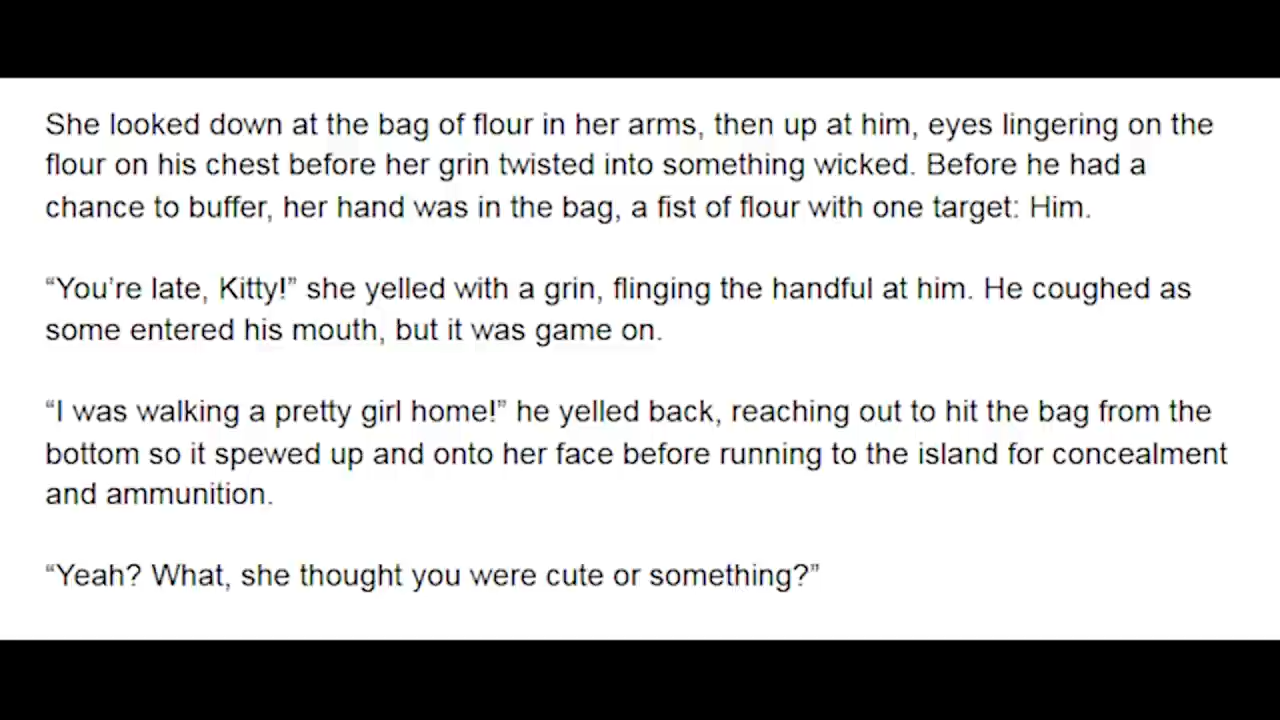 She looked down at the bag of flour in her arms, then up at him, eyes lingering on the
flour on his chest before her grin twisted into something wicked. Before he had a
chance to buffer, her hand was in the bag, a fist of flour with one target: Him.
“You’re late, Kitty!” she yelled with a grin, flinging the handful at him. He coughed as
some entered his mouth, but it was game on.
“I was walking a pretty girl home!” he yelled back, reaching out to hit the bag from the
bottom so it spewed up and onto her face before running to the island for concealment
and ammunition.
“Yeah? What, she thought you were cute or something?”